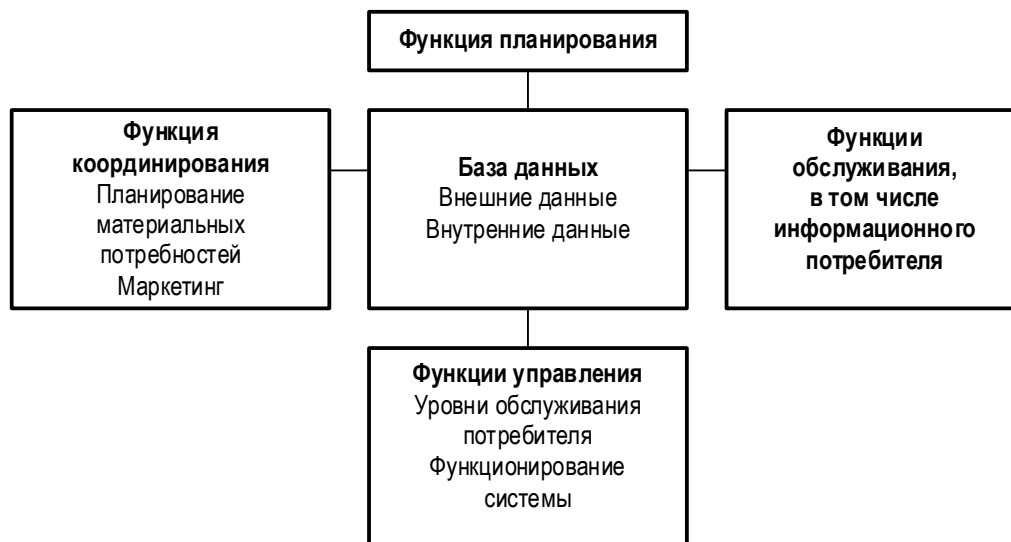 Функция планирования
Функция
координирования
Планирование
материальных
потребностей
Маркетинг
База данных
Внешние данные
Внутренние данные
Функции
обслуживания,
в том числе
информационного
потребителя
Функции управления
Уровни обслуживания
потребителя
Функционирование
системы